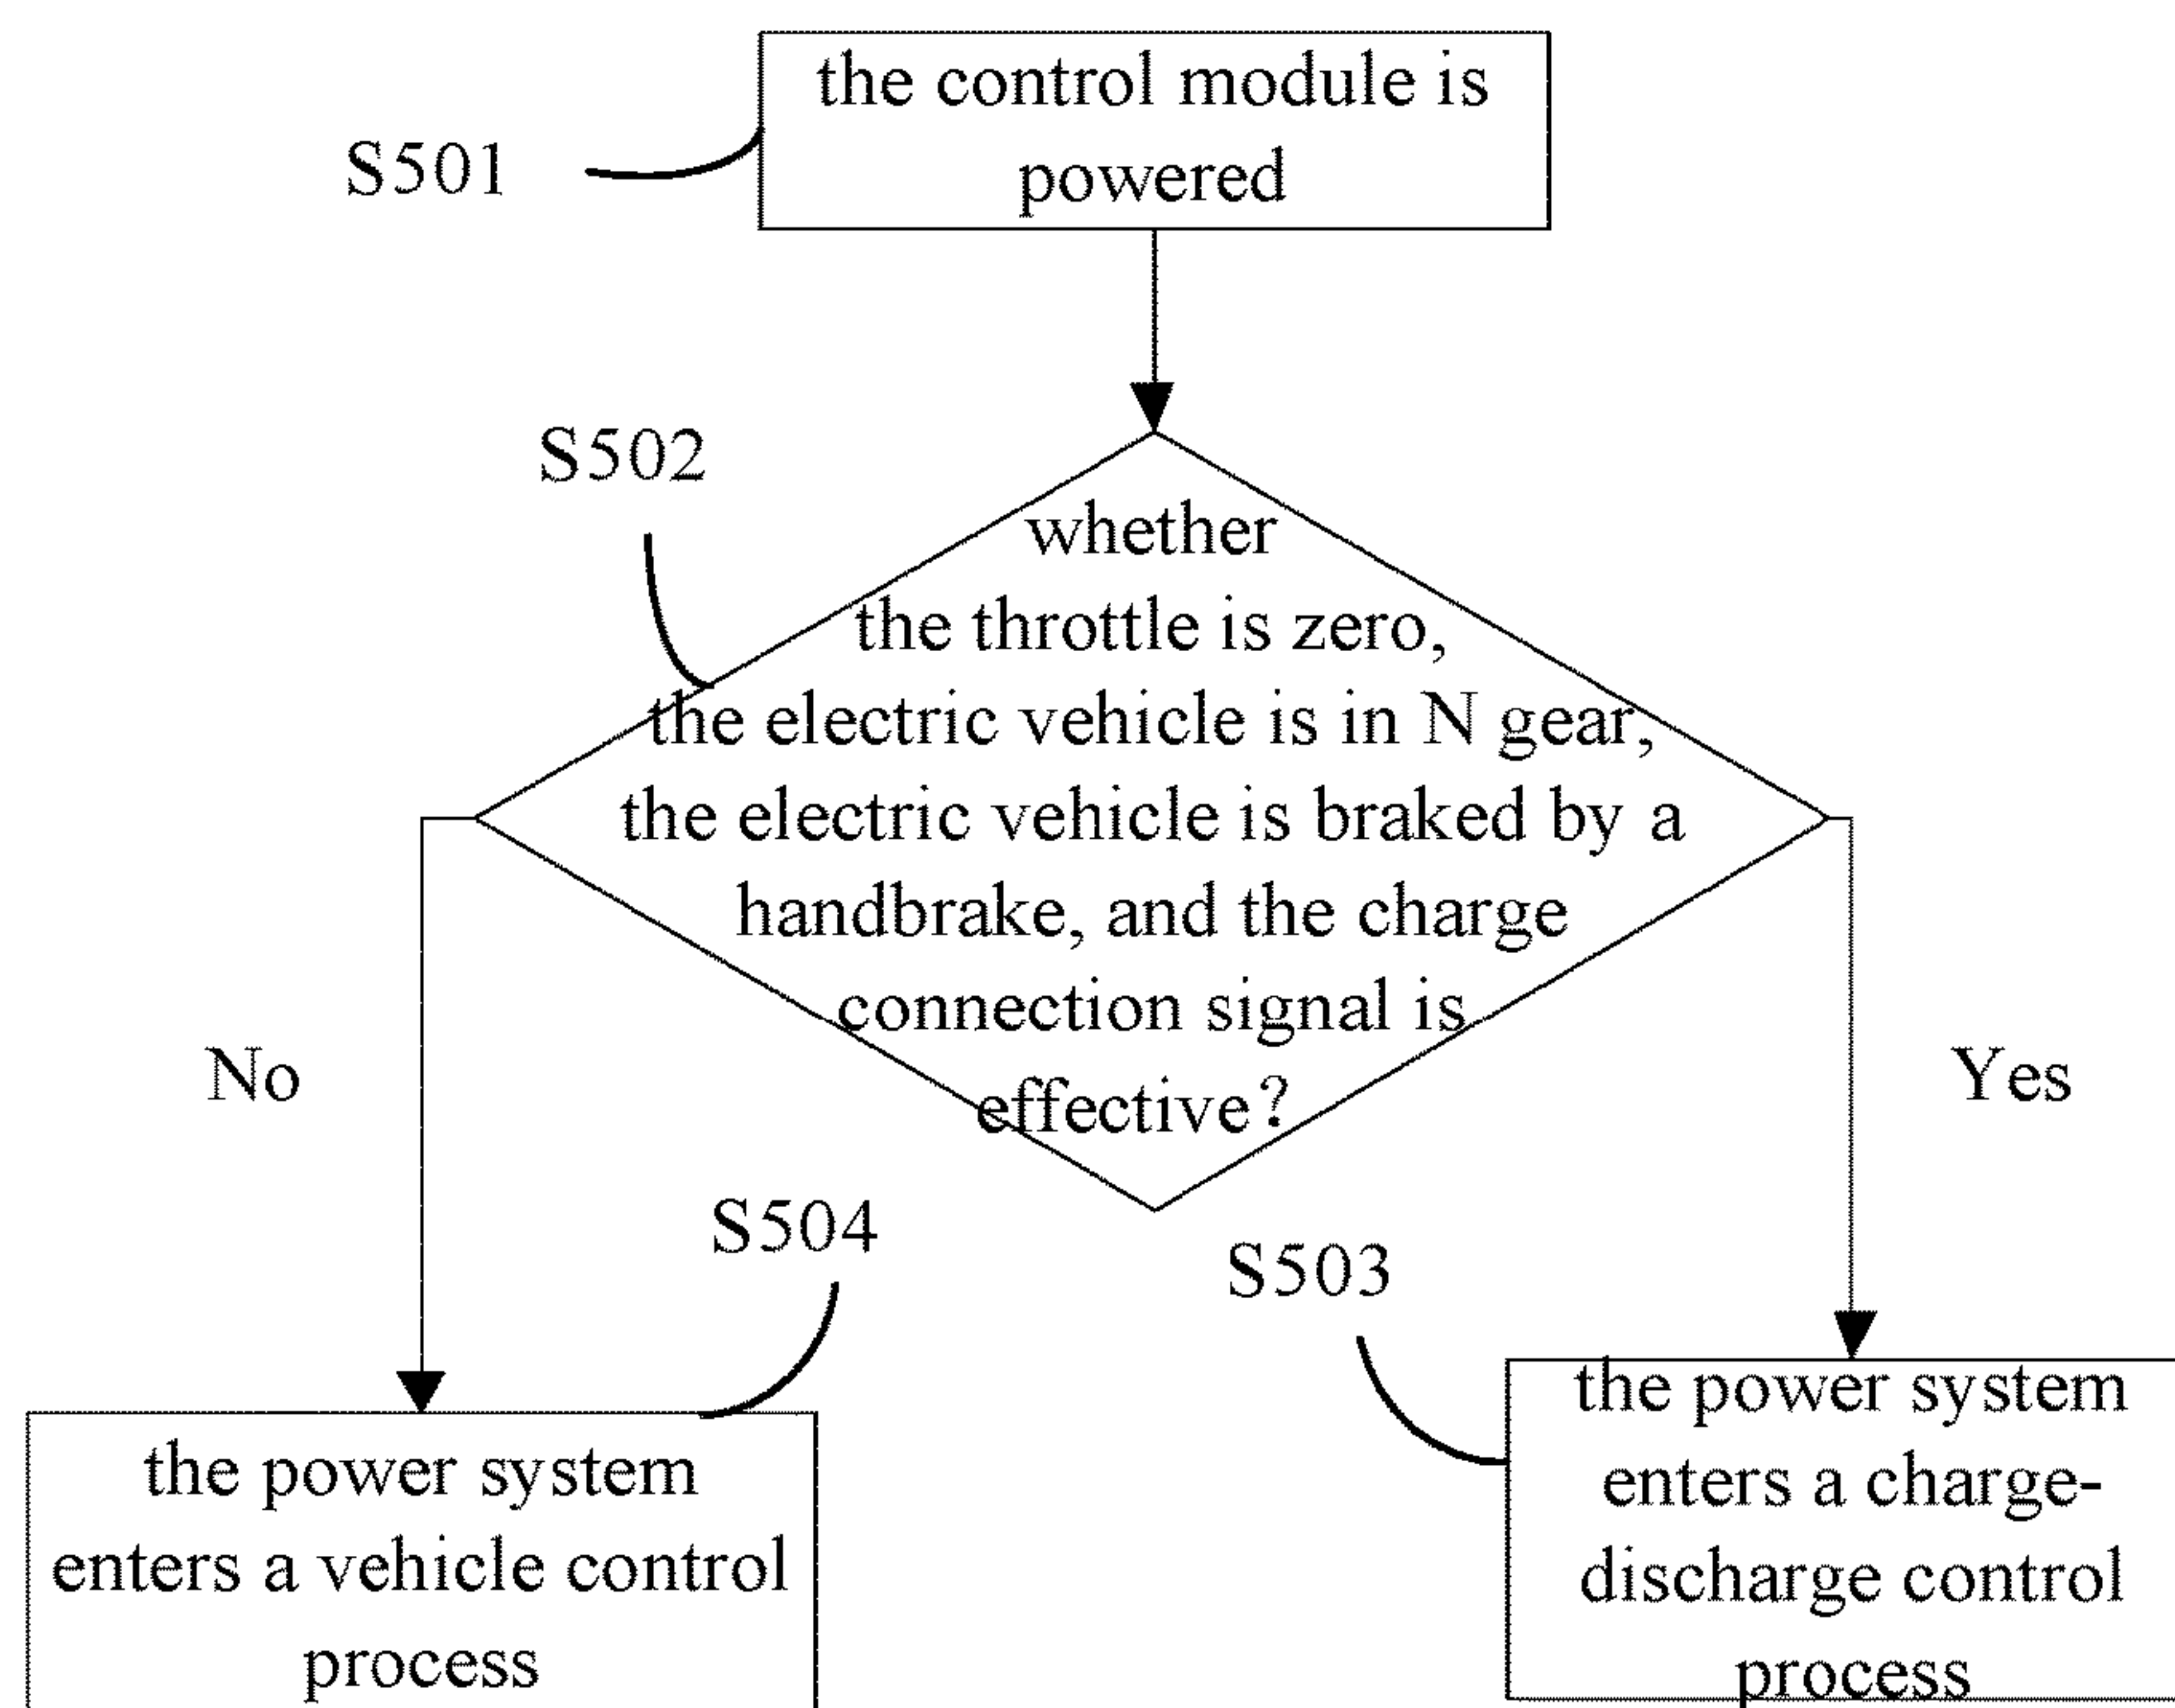 the control module is
powered
S501
S502
whether
the throttle is zero,
the electric vehicle is in N gear,
the electric vehicle is braked by a
handbrake, and the charge
connection signal is
effective?
No
Yes
S504
S503
the power system
enters a vehicle control
process
the power system
enters a charge-
discharge control
process